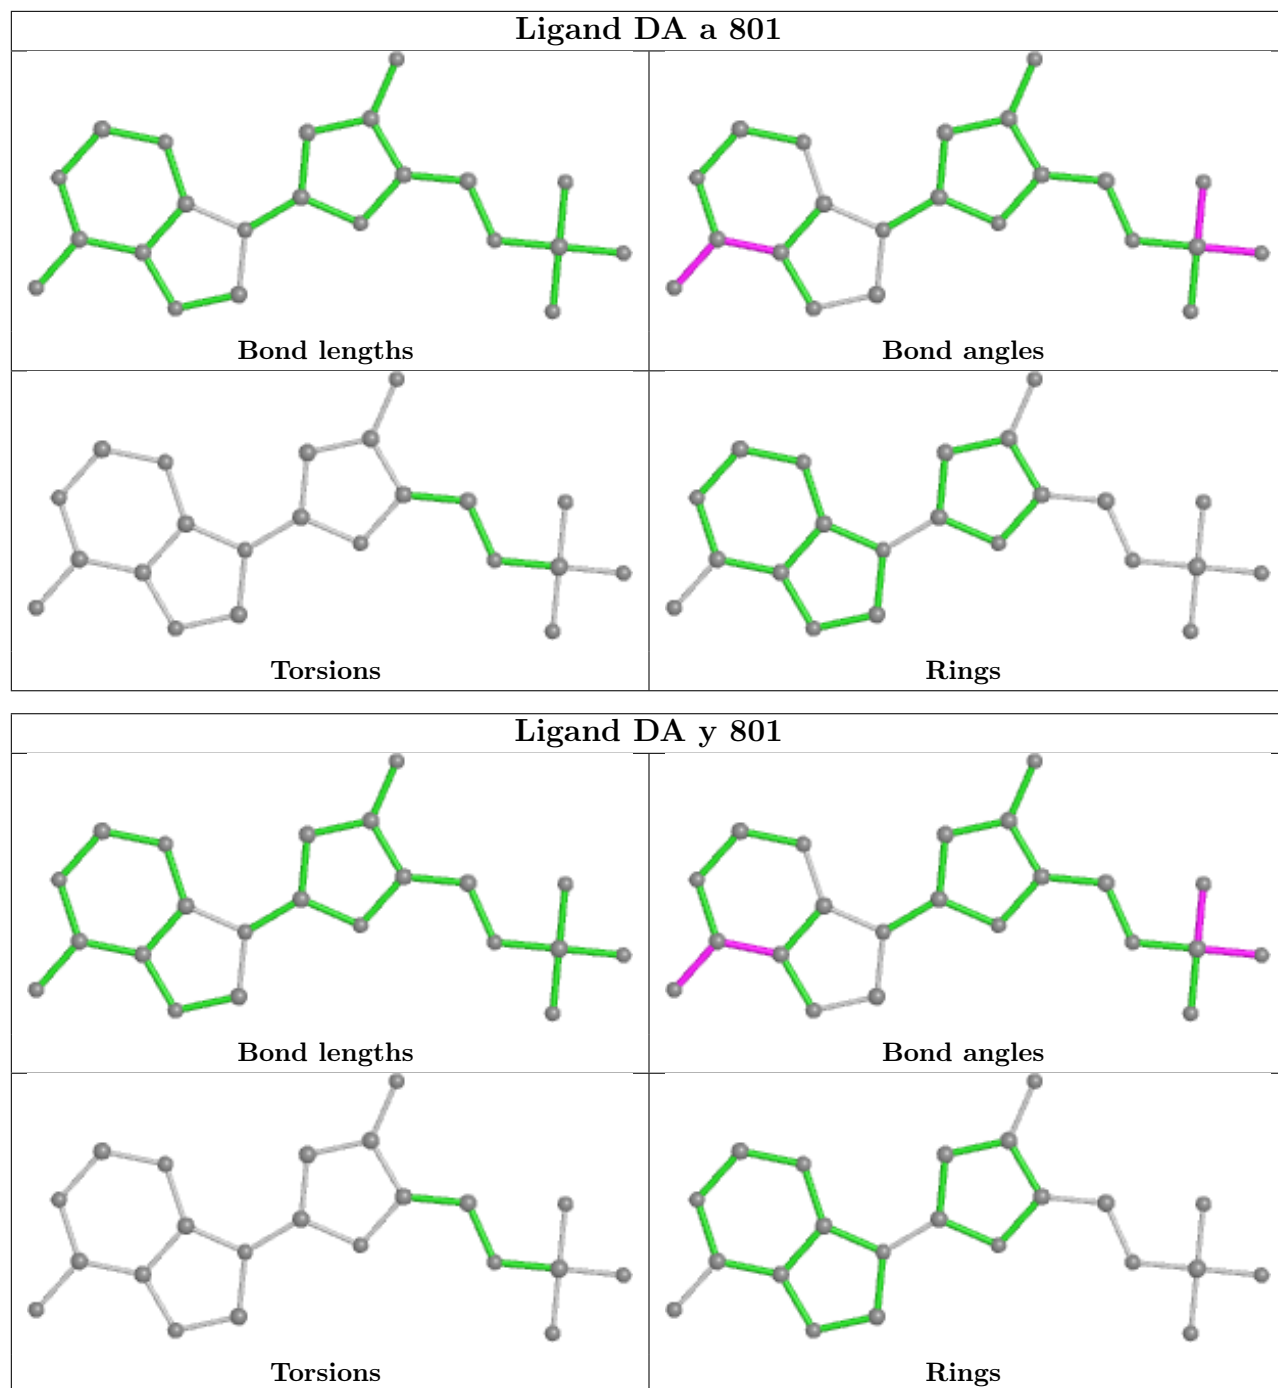 Ligand DA a 801
Bond lengths
Bond angles
Torsions
Rings
Ligand DA y 801
Bond lengths
Bond angles
Torsions
Rings